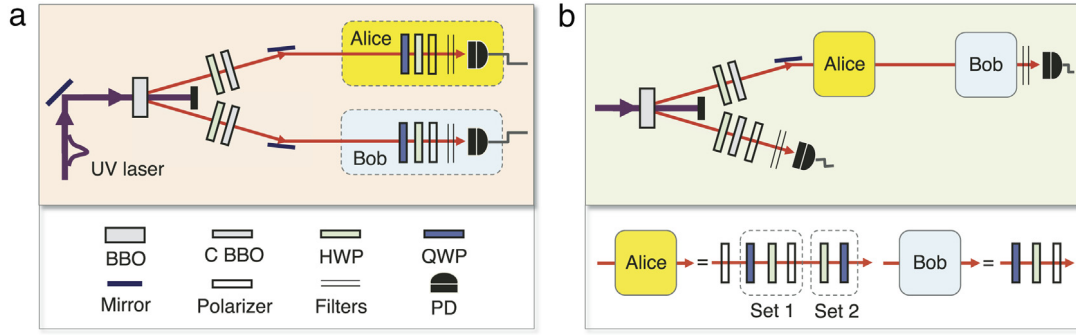 a
Alice
Bob
UV laser
BBO
C BBO
HWP
QWP
Mirror
Polarizer
Filters
PD
b
Alice
Bob
Alice
=
Set 1
Set 2
Bob
=